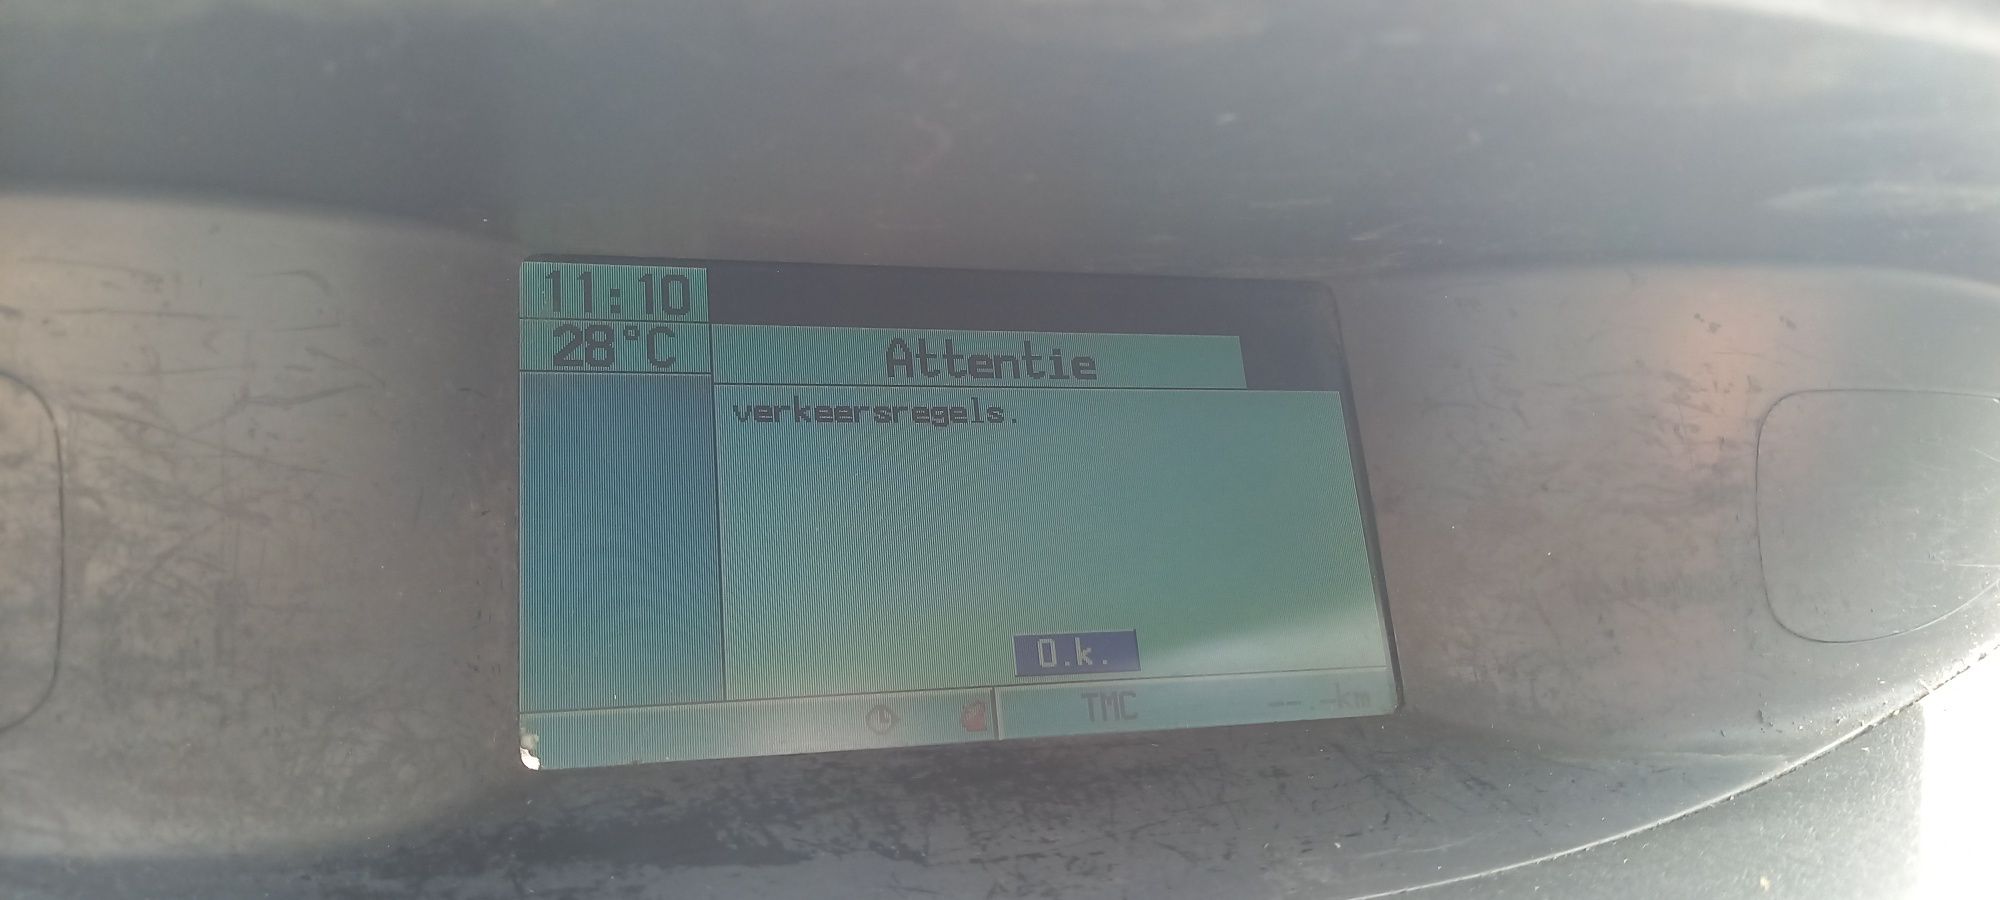 11:10
28°C
Attentie
verkeersregels.
O.k.
TMC
--.-km